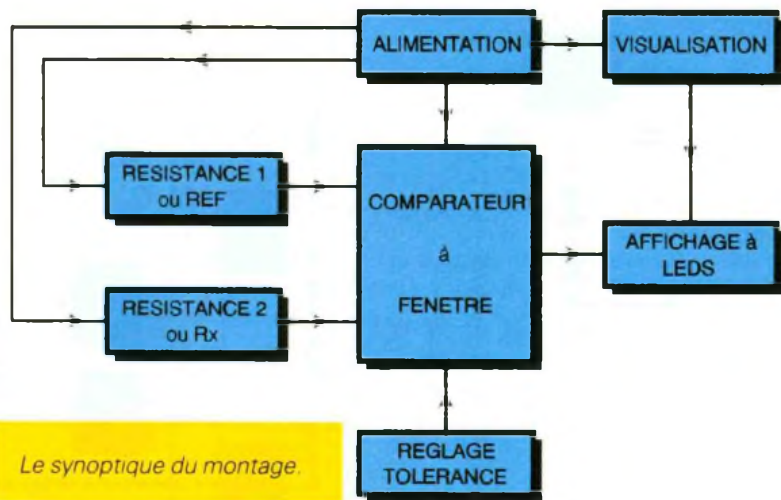 ALIMENTATION
VISUALISATION
RESISTANCE 1
ou REF
COMPARATEUR
à
FENETRE
AFFICHAGE à
LEDS
RESISTANCE 2
ou Rx
REGLAGE
TOLERANCE
Le synoptique du montage.